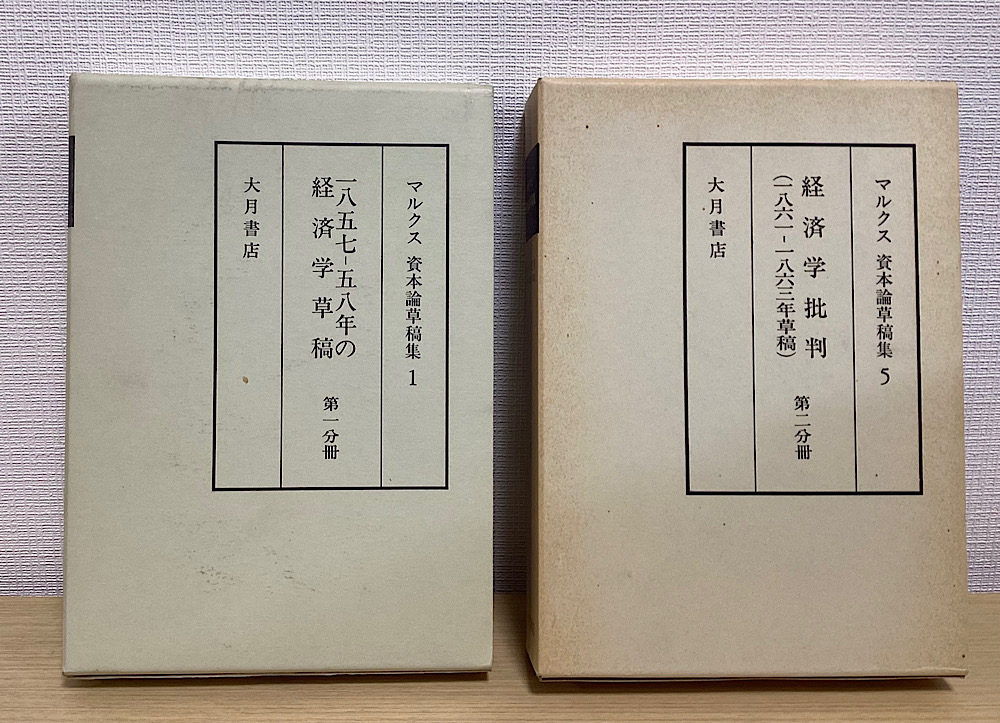 マルクス 資本論草稿集 1
一八五七-五八年の
経済学草稿 第一分冊
大月書店
マルクス 資本論草稿集 5
経済学批判
(一八六一-一八六三年草稿) 第二分冊
大月書店